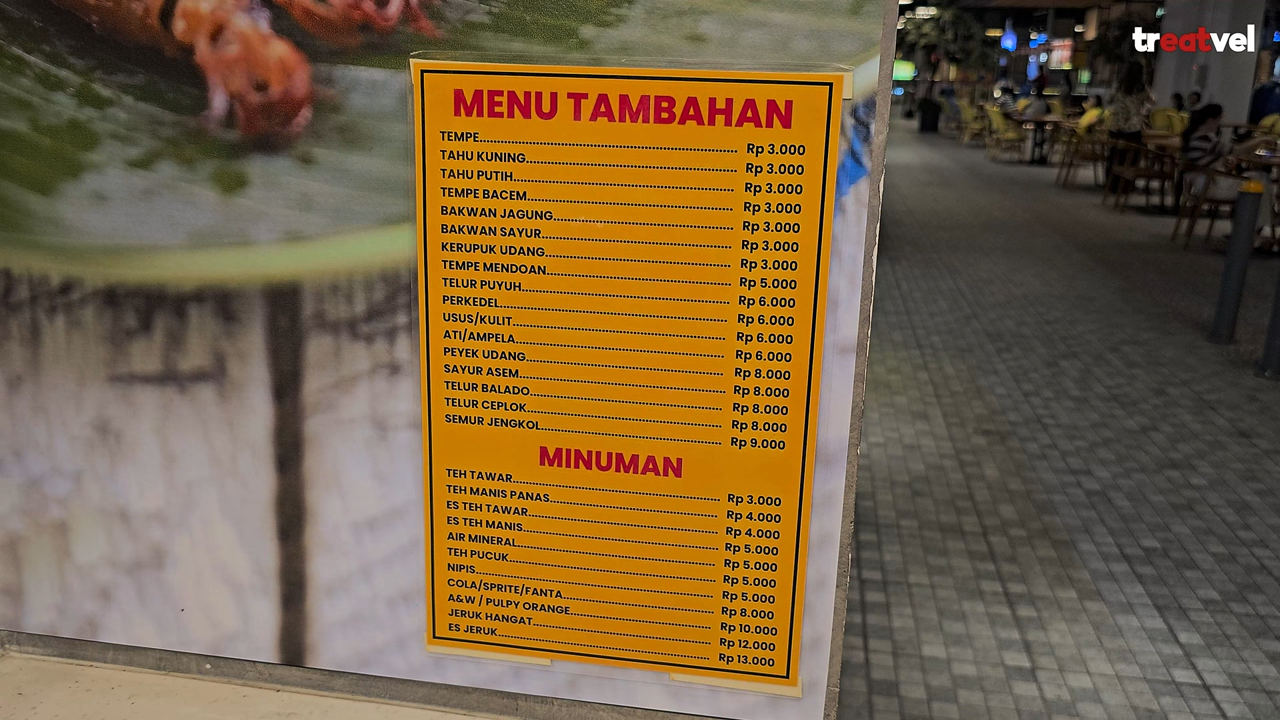 treatvel
MENU TAMBAHAN
TEMPE Rp 3.000
TAHU KUNING Rp 3.000
TAHU PUTIH Rp 3.000
TEMPE BACEM Rp 3.000
BAKWAN JAGUNG Rp 3.000
BAKWAN SAYUR Rp 3.000
KERUPUK UDANG Rp 3.000
TEMPE MENDOAN Rp 5.000
TELUR PUYUH Rp 6.000
PERKEDEL Rp 6.000
USUS/KULIT Rp 6.000
ATI/AMPELA Rp 6.000
PEYEK UDANG Rp 8.000
SAYUR ASEM Rp 8.000
TELUR BALADO Rp 8.000
TELUR CEPLOK Rp 8.000
SEMUR JENGKOL Rp 9.000
MINUMAN
TEH TAWAR Rp 3.000
TEH MANIS PANAS Rp 4.000
ES TEH TAWAR Rp 4.000
ES TEH MANIS Rp 5.000
AIR MINERAL Rp 5.000
TEH PUCUK Rp 5.000
NIPIS Rp 5.000
COLA/SPRITE/FANTA Rp 8.000
A&W / PULPY ORANGE Rp 10.000
JERUK HANGAT Rp 12.000
ES JERUK Rp 13.000